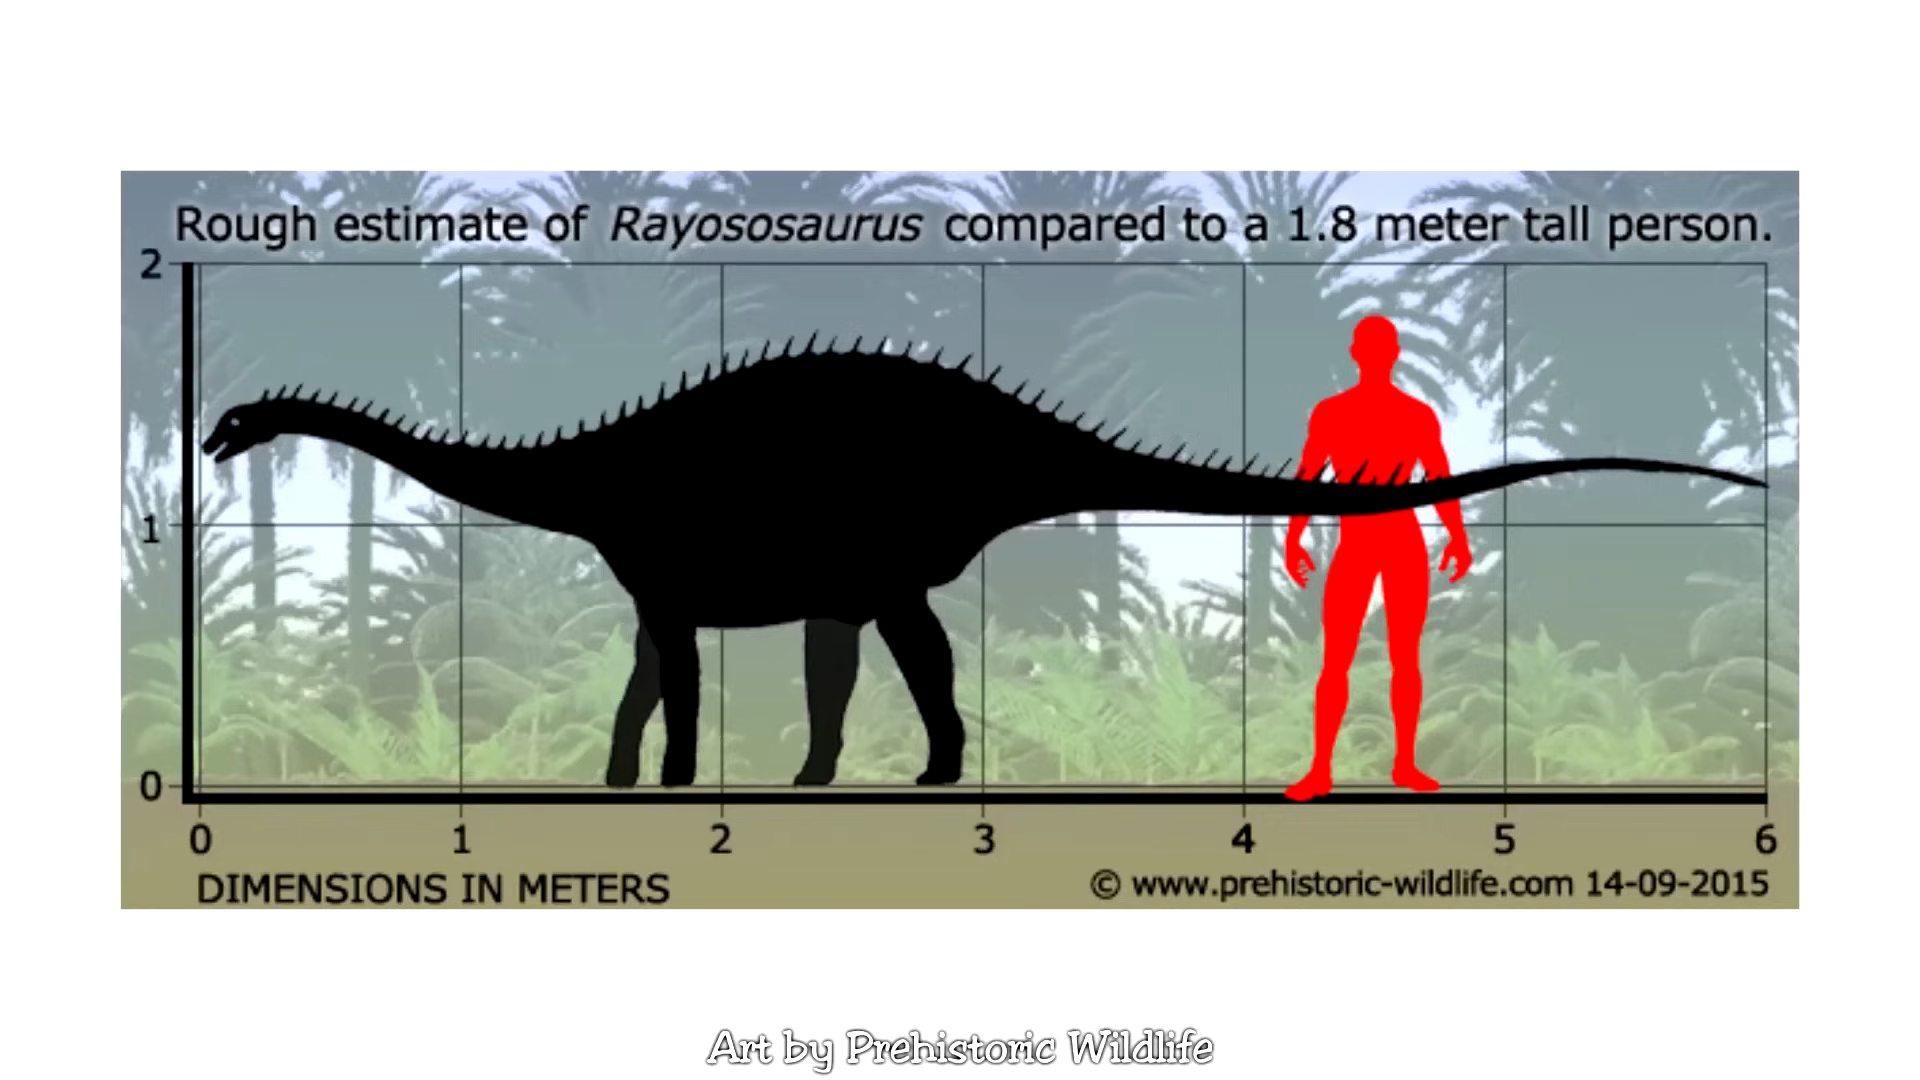 Rough estimate of Rayososaurus compared to a 1.8 meter tall person.
2
1
0
0 1 2 3 4 5 6
DIMENSIONS IN METERS © www.prehistoric-wildlife.com 14-09-2015
Art by Prehistoric Wildlife